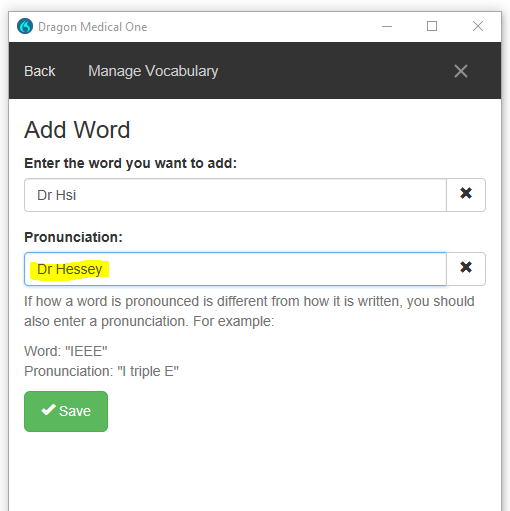 Dragon Medical One
Back Manage Vocabulary
Add Word
Enter the word you want to add:
Dr Hsi
Pronunciation:
Dr Hessey
If how a word is pronounced is different from how it is written, you should
also enter a pronunciation. For example:
Word: "IEEE"
Pronunciation: "I triple E"
Save